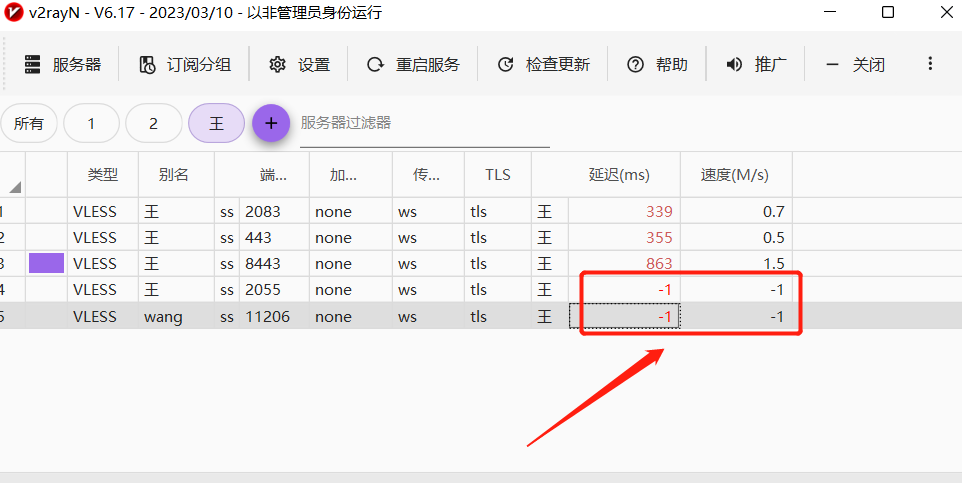 v2rayN - V6.17 - 2023/03/10 - 以非管理员身份运行
服务器 订阅分组 设置 重启服务 检查更新 帮助 推广 关闭
所有 1 2 王 + 服务器过滤器
类型 别名 端... 加... 传... TLS 延迟(ms) 速度(M/s)
1 VLESS 王 ss 2083 none ws tls 王 339 0.7
2 VLESS 王 ss 443 none ws tls 王 355 0.5
3 VLESS 王 ss 8443 none ws tls 王 863 1.5
4 VLESS 王 ss 2055 none ws tls 王 -1 -1
5 VLESS wang ss 11206 none ws tls 王 -1 -1